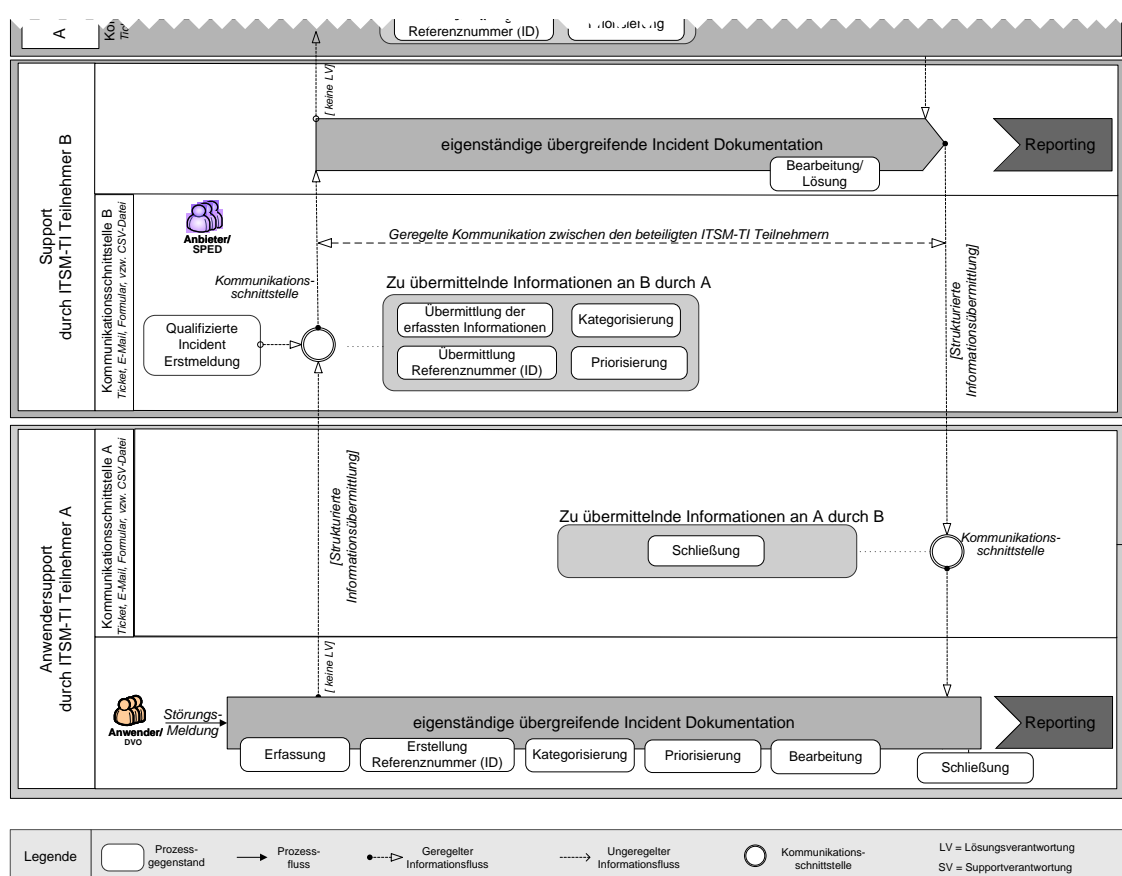 A
Referenznummer (ID)
[ keine LV]
Support
durch ITSM-TI Teilnehmer B
eigenständige übergreifende Incident Dokumentation
Bearbeitung/
Lösung
Reporting
Kommunikationsschnittstelle B
Ticket, E-Mail, Formular, vzw. CSV-Datei
Anbieter/
SPED
Geregelte Kommunikation zwischen den beteiligten ITSM-TI Teilnehmern
Kommunikations-
schnittstelle
Qualifizierte
Incident
Erstmeldung
Zu übermittelnde Informationen an B durch A
Übermittlung der
erfassten Informationen
Kategorisierung
Übermittlung
Referenznummer (ID)
Priorisierung
[Strukturierte
Informationsübermittlung]
Anwendersupport
durch ITSM-TI Teilnehmer A
Kommunikationsschnittstelle A
Ticket, E-Mail, Formular, vzw. CSV-Datei
[Strukturierte
Informationsübermittlung]
Zu übermittelnde Informationen an A durch B
Schließung
Kommunikations-
schnittstelle
[ keine LV]
Anwender/
DVO
Störungs-
Meldung
eigenständige übergreifende Incident Dokumentation
Reporting
Erfassung
Erstellung
Referenznummer (ID)
Kategorisierung
Priorisierung
Bearbeitung
Schließung
Legende
Prozess-
gegenstand
Prozess-
fluss
Geregelter
Informationsfluss
Ungeregelter
Informationsfluss
Kommunikations-
schnittstelle
LV = Lösungsverantwortung
SV = Supportverantwortung